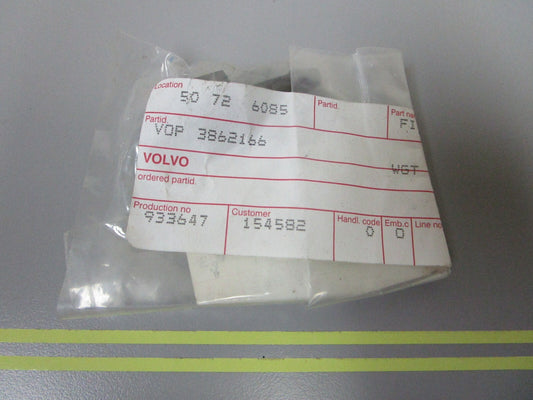 Location
50 72 6085
Partid.
Part na
FI
Partid.
VOP 3862166
VOLVO
WGT
ordered partid.
Production no
933647
Customer
154582
Handl. code
0
Emb.c
0
Line no